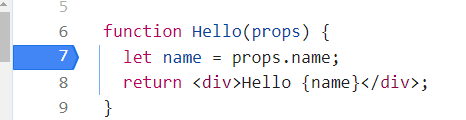 5
6 function Hello(props) {
7 let name = props.name;
8 return <div>Hello {name}</div>;
9 }